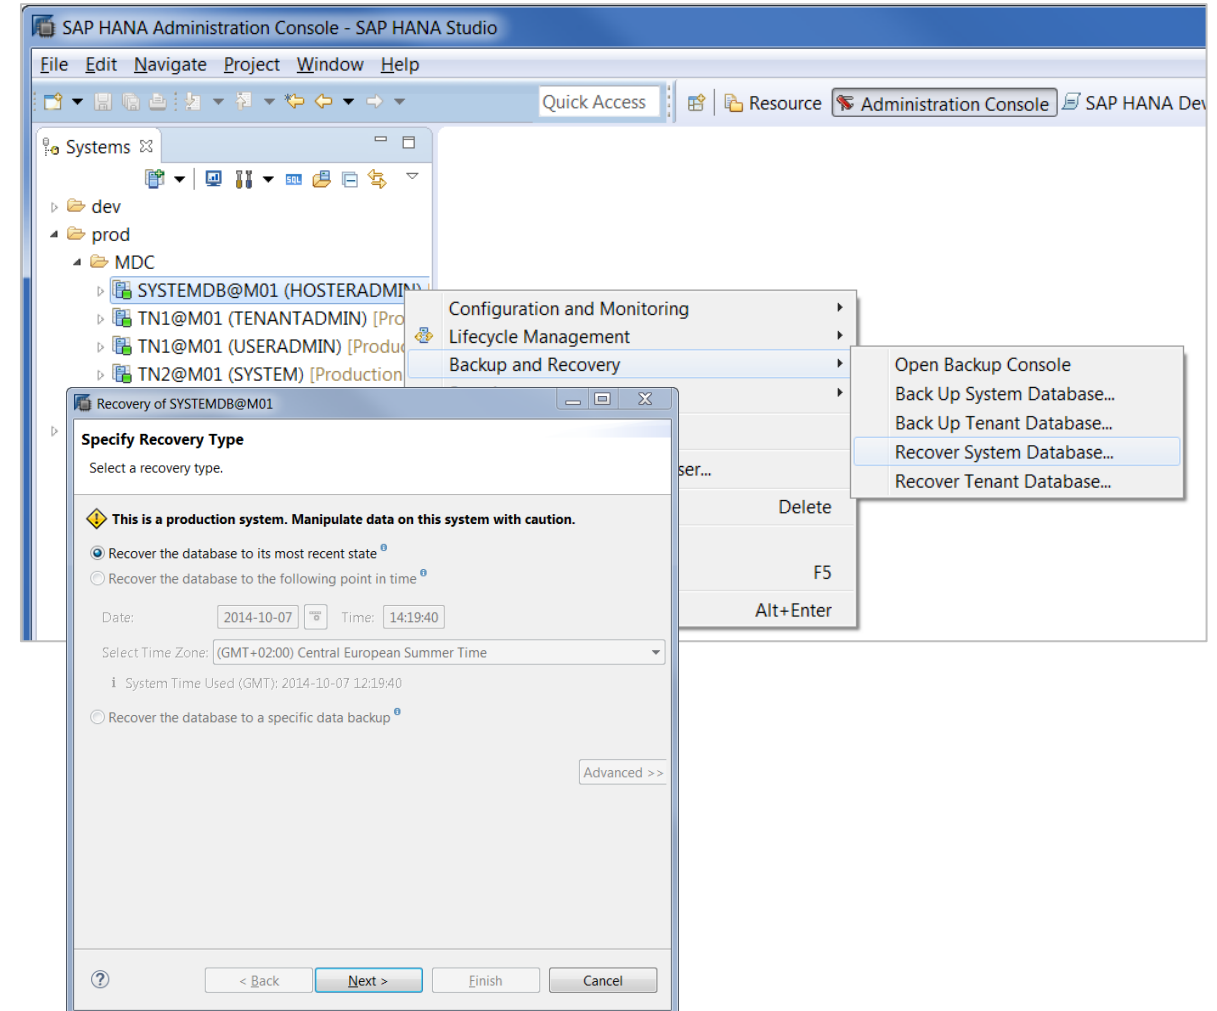 SAP HANA Administration Console - SAP HANA Studio
File Edit Navigate Project Window Help
Quick Access Resource Administration Console SAP HANA Dev
Systems
SQL
dev
prod
MDC
SYSTEMDB@M01 (HOSTERADMIN)
TN1@M01 (TENANTADMIN) [Pro
TN1@M01 (USERADMIN) [Produ
TN2@M01 (SYSTEM) [Production
Configuration and Monitoring
Lifecycle Management
Backup and Recovery
ser...
Delete
F5
Alt+Enter
Open Backup Console
Back Up System Database...
Back Up Tenant Database...
Recover System Database...
Recover Tenant Database...
Recovery of SYSTEMDB@M01
Specify Recovery Type
Select a recovery type.
This is a production system. Manipulate data on this system with caution.
Recover the database to its most recent state
Recover the database to the following point in time
Date: 2014-10-07 Time: 14:19:40
Select Time Zone: (GMT+02:00) Central European Summer Time
i System Time Used (GMT): 2014-10-07 12:19:40
Recover the database to a specific data backup
Advanced >>
? < Back Next > Finish Cancel